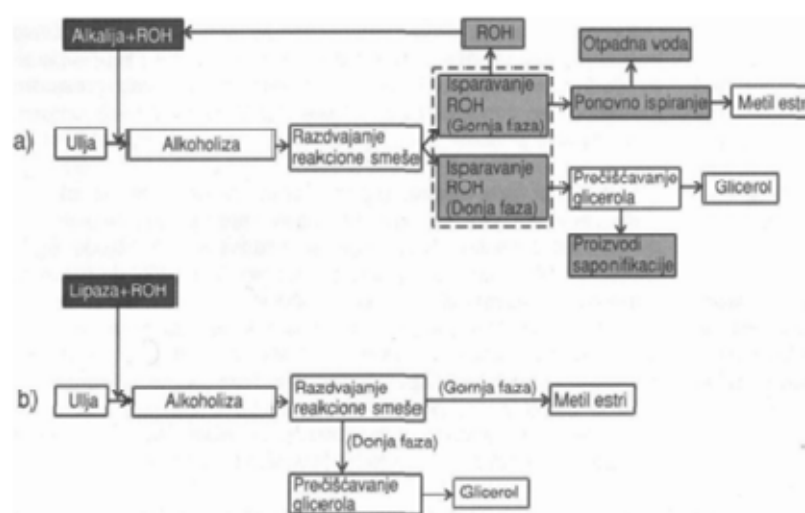 Alkalija+ROH
ROH
Otpadna voda
Isparavanje
ROH
(Gornja faza)
Ponovno ispiranje
Metil estri
a)
Ulja
Alkoholiza
Razdvajanje
reakcione smeše
Isparavanje
ROH
(Donja faza)
Prečišćavanje
glicerola
Glicerol
Proizvodi
saponifikacije
Lipaza+ROH
b)
Ulja
Alkoholiza
Razdvajanje
reakcione smeše
(Gornja faza)
Metil estri
(Donja faza)
Prečišćavanje
glicerola
Glicerol